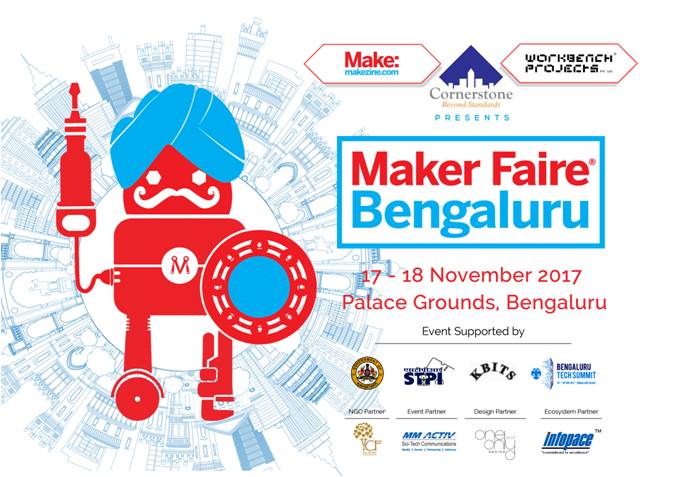 Make:
makezine.com
Cornerstone
Beyond Standards
WORKBENCH
PROJECTS
PRESENTS
Maker Faire®
Bengaluru
17 - 18 November 2017
Palace Grounds, Bengaluru
Event Supported by
M
STPI
KBITS
BENGALURU
TECH SUMMIT
NGO Partner
Event Partner
Design Partner
Ecosystem Partner
MM ACTIV
Sci-Tech Communications
infopace™